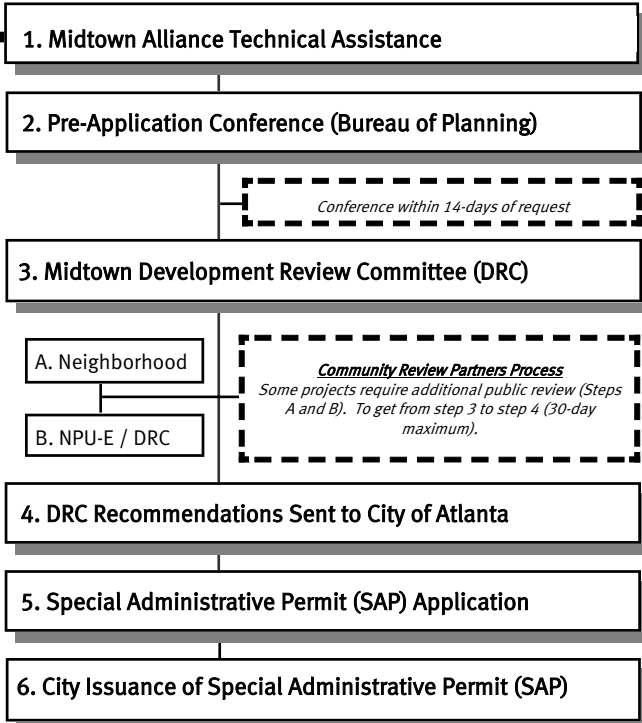 1. Midtown Alliance Technical Assistance
2. Pre-Application Conference (Bureau of Planning)
Conference within 14-days of request
3. Midtown Development Review Committee (DRC)
A. Neighborhood
B. NPU-E / DRC
Community Review Partners Process
Some projects require additional public review (Steps
A and B).  To get from step 3 to step 4 (30-day
maximum).
4. DRC Recommendations Sent to City of Atlanta
5. Special Administrative Permit (SAP) Application
6. City Issuance of Special Administrative Permit (SAP)